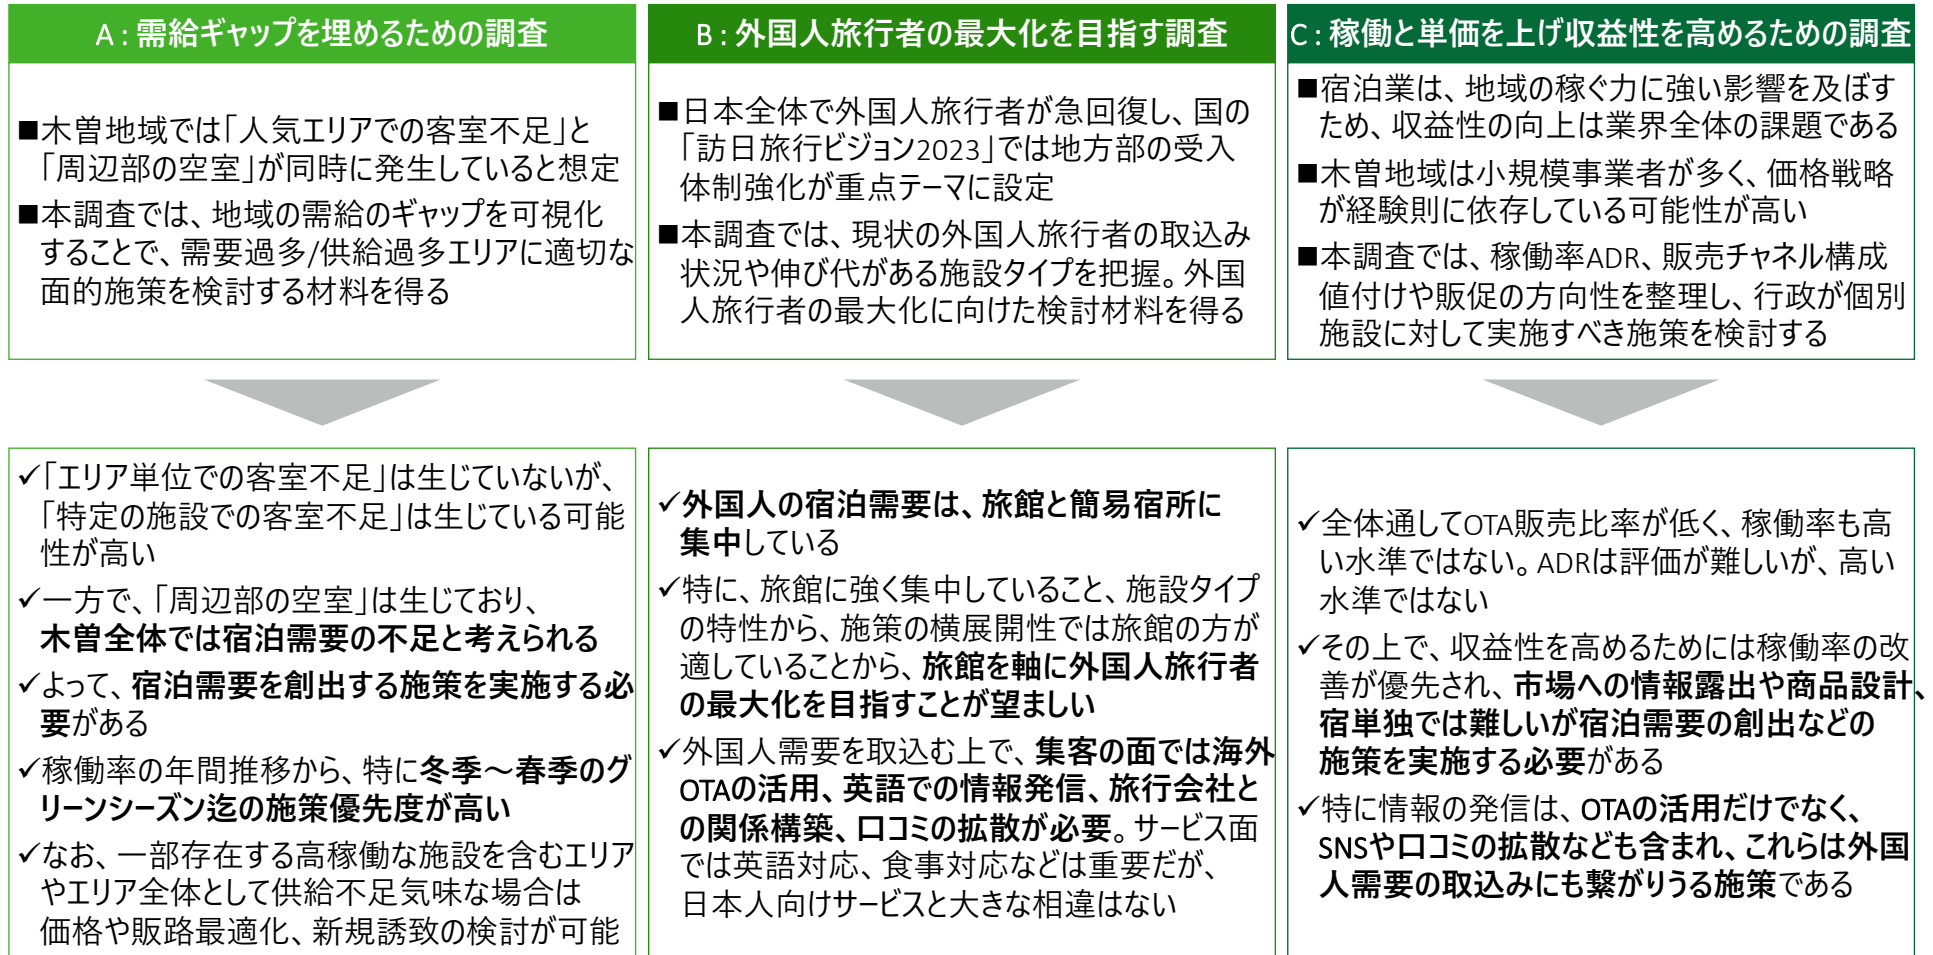 A : 需給ギャップを埋めるための調査
■木曽地域では「人気エリアでの客室不足」と
「周辺部の空室」が同時に発生していると想定
■本調査では、地域の需給のギャップを可視化
することで、需要過多/供給過多エリアに適切な
面的施策を検討する材料を得る
✓「エリア単位での客室不足」は生じていないが、
「特定の施設での客室不足」は生じている可能
性が高い
✓一方で、「周辺部の空室」は生じており、
木曽全体では宿泊需要の不足と考えられる
✓よって、宿泊需要を創出する施策を実施する必
要がある
✓稼働率の年間推移から、特に冬季～春季のグ
リーンシーズン迄の施策優先度が高い
✓なお、一部存在する高稼働な施設を含むエリア
やエリア全体として供給不足気味な場合は
価格や販路最適化、新規誘致の検討が可能
B : 外国人旅行者の最大化を目指す調査
■日本全体で外国人旅行者が急回復し、国の
「訪日旅行ビジョン2023」では地方部の受入
体制強化が重点テーマに設定
■本調査では、現状の外国人旅行者の取込み
状況や伸び代がある施設タイプを把握。外国
人旅行者の最大化に向けた検討材料を得る
✓外国人の宿泊需要は、旅館と簡易宿所に
集中している
✓特に、旅館に強く集中していること、施設タイプ
の特性から、施策の横展開性では旅館の方が
適していることから、旅館を軸に外国人旅行者
の最大化を目指すことが望ましい
✓外国人需要を取込む上で、集客の面では海外
OTAの活用、英語での情報発信、旅行会社と
の関係構築、口コミの拡散が必要。サービス面
では英語対応、食事対応などは重要だが、
日本人向けサービスと大きな相違はない
C : 稼働と単価を上げ収益性を高めるための調査
■宿泊業は、地域の稼ぐ力に強い影響を及ぼす
ため、収益性の向上は業界全体の課題である
■木曽地域は小規模事業者が多く、価格戦略
が経験則に依存している可能性が高い
■本調査では、稼働率ADR、販売チャネル構成
値付けや販促の方向性を整理し、行政が個別
施設に対して実施すべき施策を検討する
✓全体通してOTA販売比率が低く、稼働率も高
い水準ではない。ADRは評価が難しいが、高い
水準ではない
✓その上で、収益性を高めるためには稼働率の改
善が優先され、市場への情報露出や商品設計、
宿単独では難しいが宿泊需要の創出などの
施策を実施する必要がある
✓特に情報の発信は、OTAの活用だけでなく、
SNSや口コミの拡散なども含まれ、これらは外国
人需要の取込みにも繋がりうる施策である